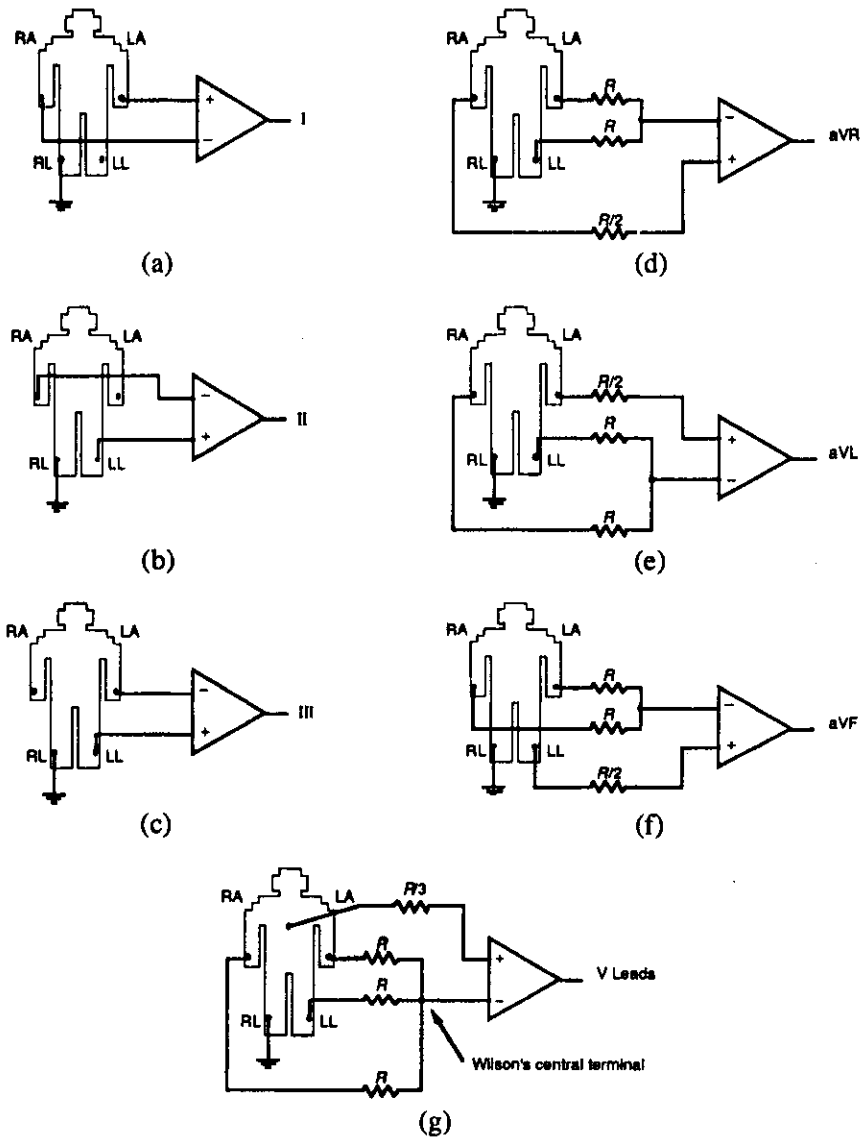 RA LA
+
−
I
RL LL
(a)
RA LA
−
+
II
RL LL
(b)
RA LA
−
+
III
RL LL
(c)
RA LA
R
R
−
+
aVR
RL LL
R/2
(d)
RA LA
R/2
R
+
−
aVL
RL LL
R
(e)
RA LA
R
R
−
+
aVF
RL LL
R/2
(f)
RA LA
R/3
R
+
V Leads
R
−
RL LL
Wilson's central terminal
R
(g)